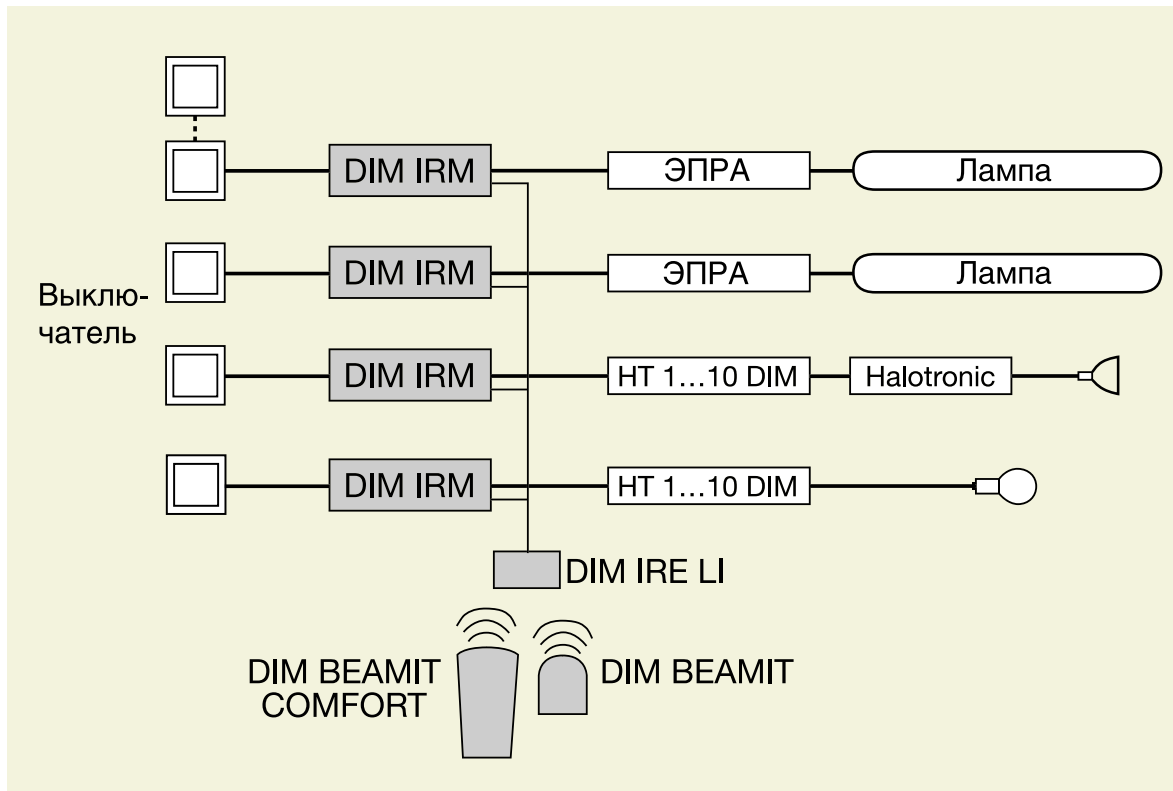 DIM IRM
ЭПРА
Лампа
DIM IRM
ЭПРА
Лампа
Выклю-
чатель
DIM IRM
HT 1...10 DIM
Halotronic
DIM IRM
HT 1...10 DIM
DIM IRE LI
DIM BEAMIT
COMFORT
DIM BEAMIT